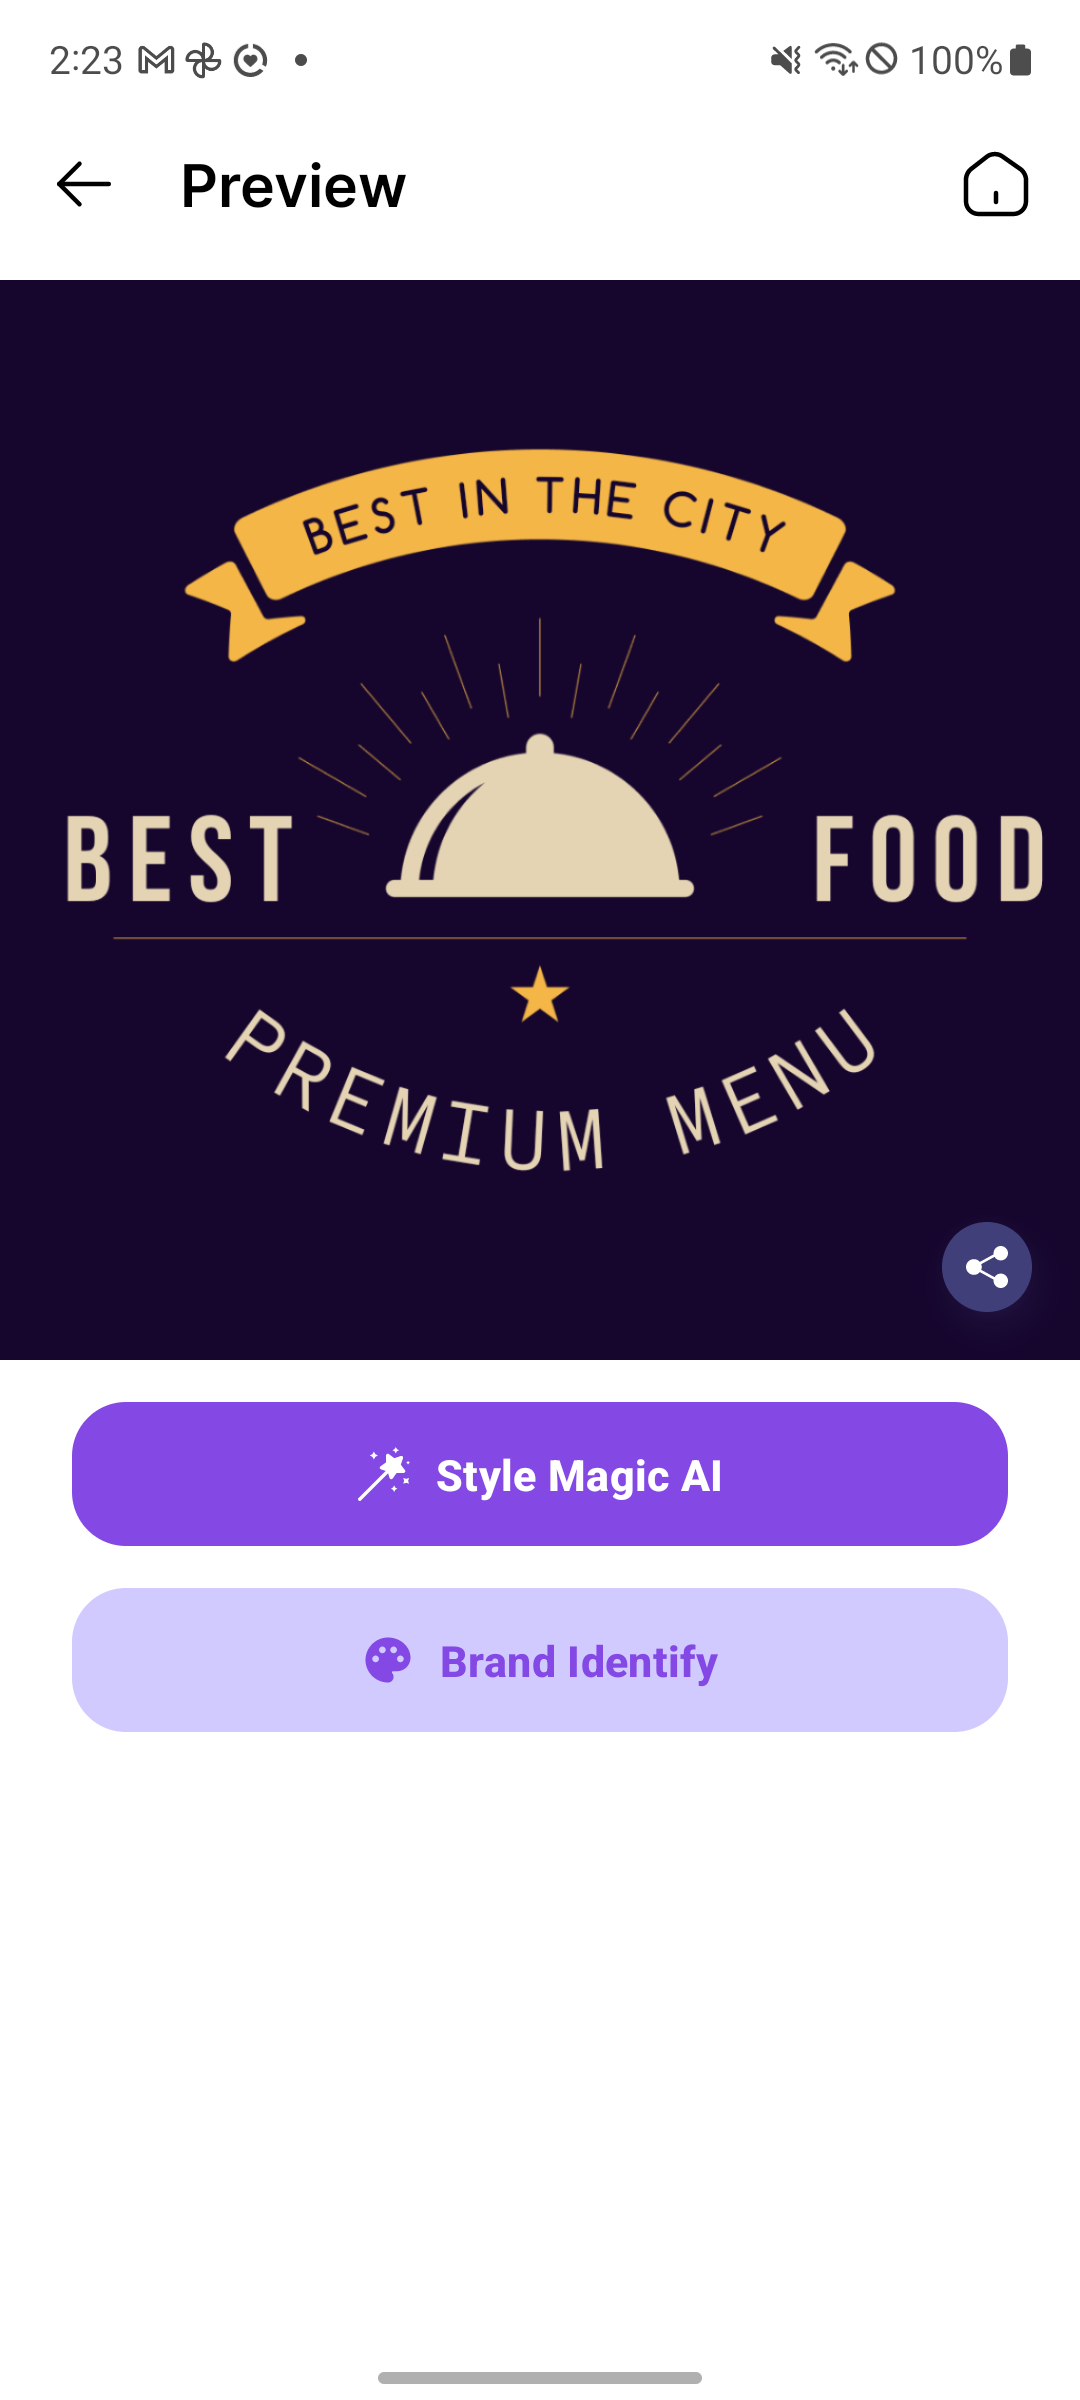 2:23
100%
Preview
BEST IN THE CITY
BEST FOOD
PREMIUM MENU
Style Magic AI
Brand Identify